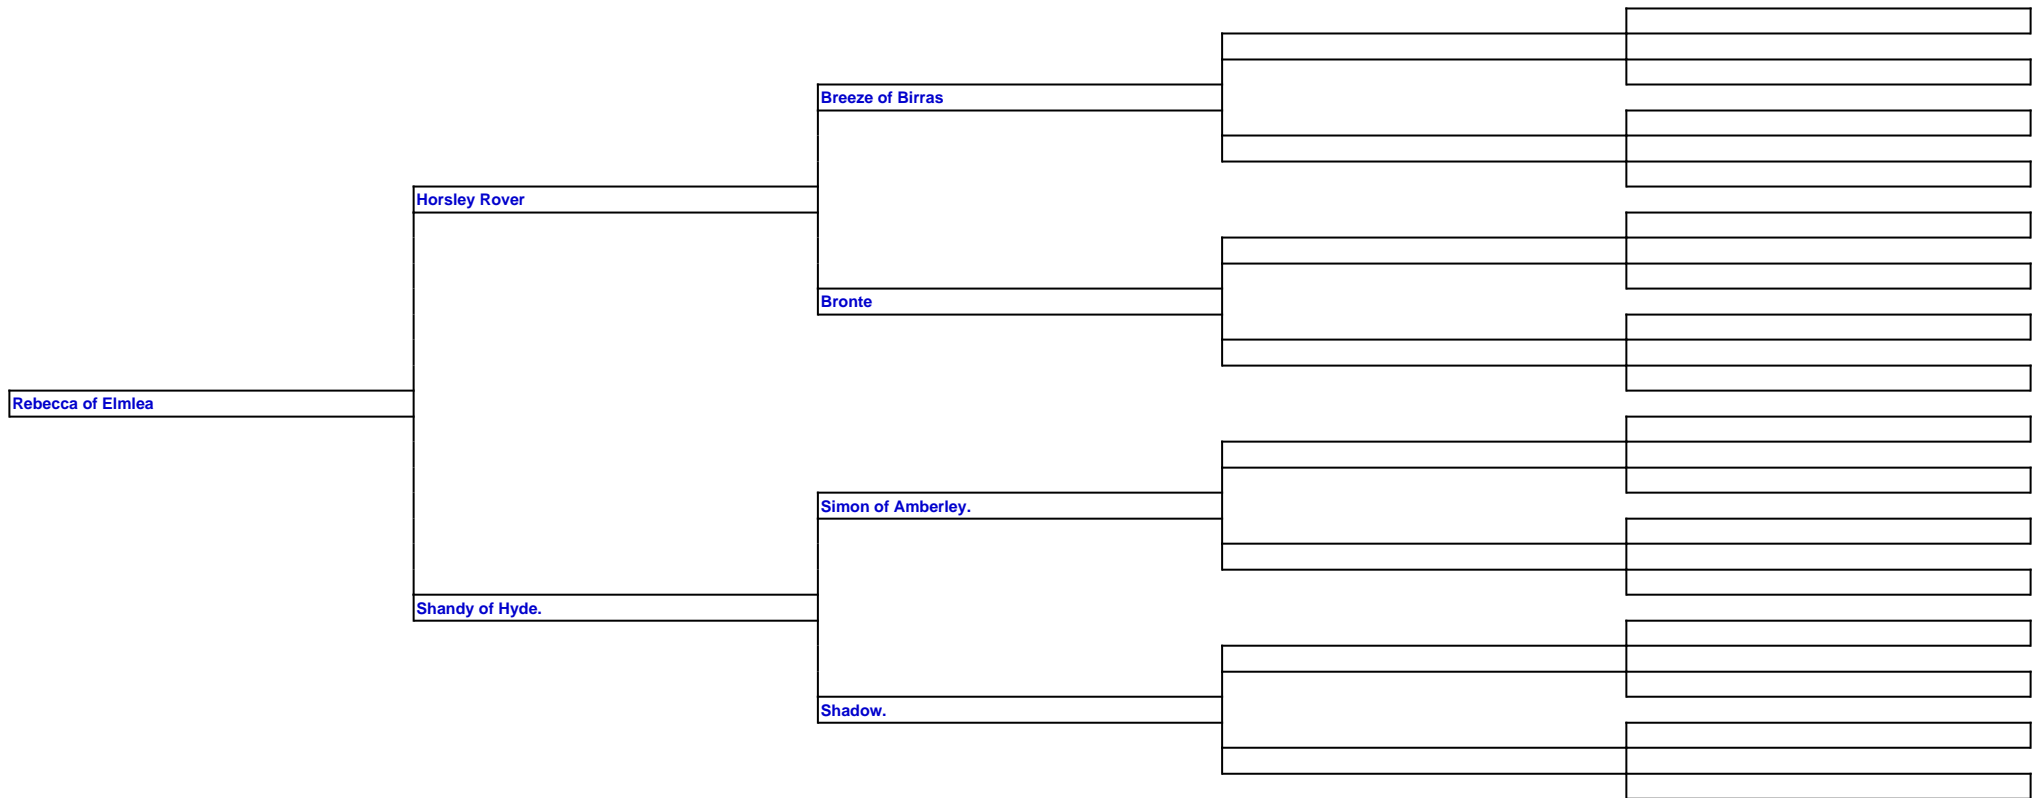 Breeze of Birras
Horsley Rover
Bronte
Rebecca of Elmlea
Simon of Amberley.
Shandy of Hyde.
Shadow.